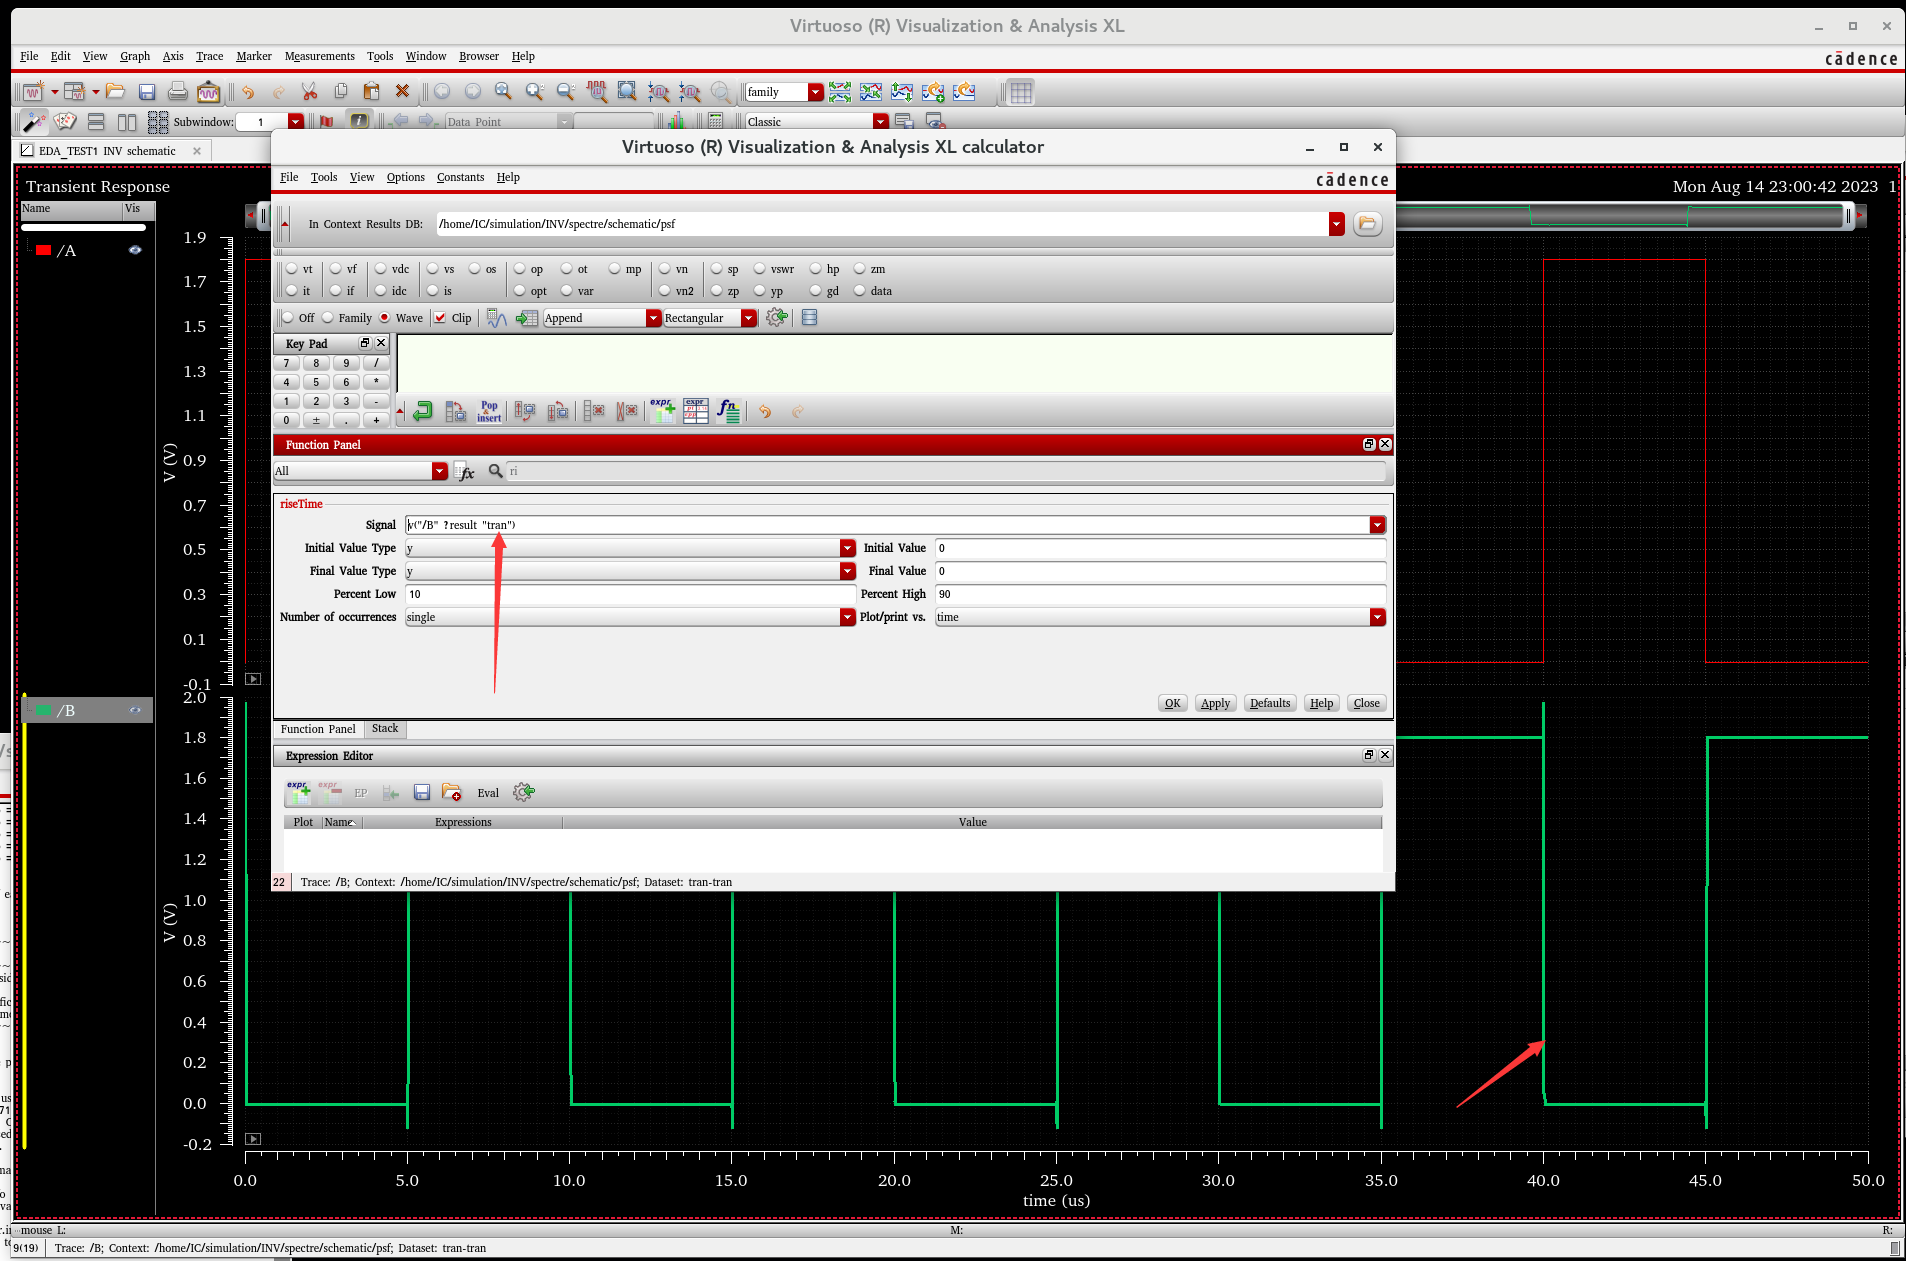 Virtuoso (R) Visualization & Analysis XL
File Edit View Graph Axis Trace Marker Measurements Tools Window Browser Help
cādence
family
Subwindow: 1 Data Point Classic
EDA_TEST1 INV schematic
Transient Response
Mon Aug 14 23:00:42 2023 1
Name Vis
/A
/B
Virtuoso (R) Visualization & Analysis XL calculator
File Tools View Options Constants Help
cādence
In Context Results DB: /home/IC/simulation/INV/spectre/schematic/psf
vt vf vdc vs os op ot mp vn sp vswr hp zm
it if idc is opt var vn2 zp yp gd data
Off Family Wave Clip Append Rectangular
Key Pad
7 8 9 /
4 5 6 *
1 2 3 -
0 ± . +
Pop & insert
expr
expr
fn
Function Panel
All fx ri
riseTime
Signal v("/B" ?result "tran")
Initial Value Type y Initial Value 0
Final Value Type y Final Value 0
Percent Low 10 Percent High 90
Number of occurrences single Plot/print vs. time
OK Apply Defaults Help Close
Function Panel Stack
Expression Editor
expr expr EP Eval
Plot Name Expressions Value
22 Trace: /B; Context: /home/IC/simulation/INV/spectre/schematic/psf; Dataset: tran-tran
V (V)
1.9
1.7
1.5
1.3
1.1
0.9
0.7
0.5
0.3
0.1
-0.1
V (V)
2.0
1.8
1.6
1.4
1.2
1.0
0.8
0.6
0.4
0.2
0.0
-0.2
0.0 5.0 10.0 15.0 20.0 25.0 30.0 35.0 40.0 45.0 50.0
time (us)
mouse L: M: R:
9(19) Trace: /B; Context: /home/IC/simulation/INV/spectre/schematic/psf; Dataset: tran-tran